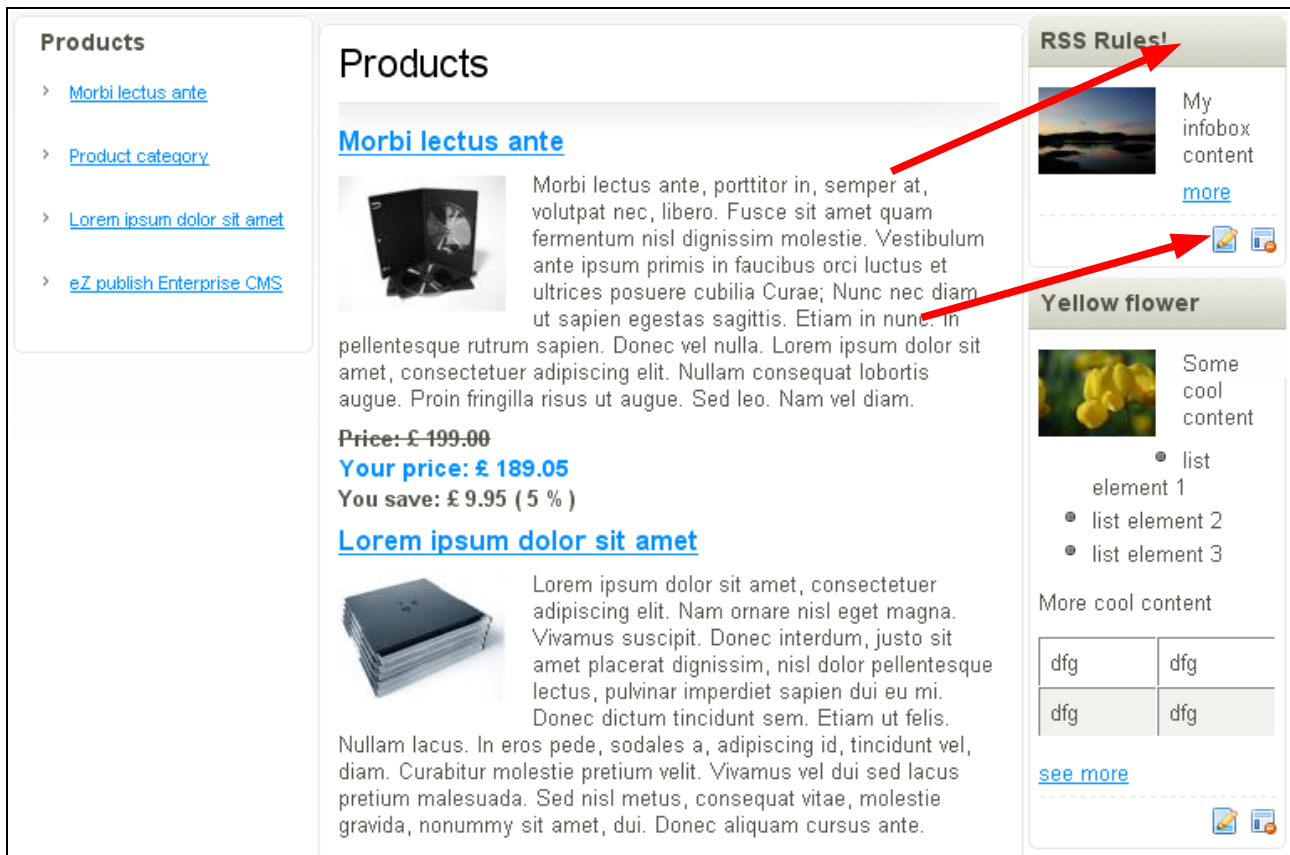 Products
Morbi lectus ante
Product category
Lorem ipsum dolor sit amet
eZ publish Enterprise CMS
Products
Morbi lectus ante
Morbi lectus ante, porttitor in, semper at,
volutpat nec, libero. Fusce sit amet quam
fermentum nisl dignissim molestie. Vestibulum
ante ipsum primis in faucibus orci luctus et
ultrices posuere cubilia Curae; Nunc nec diam
ut sapien egestas sagittis. Etiam in nunc. In
pellentesque rutrum sapien. Donec vel nulla. Lorem ipsum dolor sit
amet, consectetuer adipiscing elit. Nullam consequat lobortis
augue. Proin fringilla risus ut augue. Sed leo. Nam vel diam.
Price: £ 199.00
Your price: £ 189.05
You save: £ 9.95 ( 5 % )
Lorem ipsum dolor sit amet
Lorem ipsum dolor sit amet, consectetuer
adipiscing elit. Nam ornare nisl eget magna.
Vivamus suscipit. Donec interdum, justo sit
amet placerat dignissim, nisl dolor pellentesque
lectus, pulvinar imperdiet sapien dui eu mi.
Donec dictum tincidunt sem. Etiam ut felis.
Nullam lacus. In eros pede, sodales a, adipiscing id, tincidunt vel,
diam. Curabitur molestie pretium velit. Vivamus vel dui sed lacus
pretium malesuada. Sed nisl metus, consequat vitae, molestie
gravida, nonummy sit amet, dui. Donec aliquam cursus ante.
RSS Rules!
My
infobox
content
more
Yellow flower
Some
cool
content
list
element 1
list element 2
list element 3
More cool content
dfg dfg
dfg dfg
see more